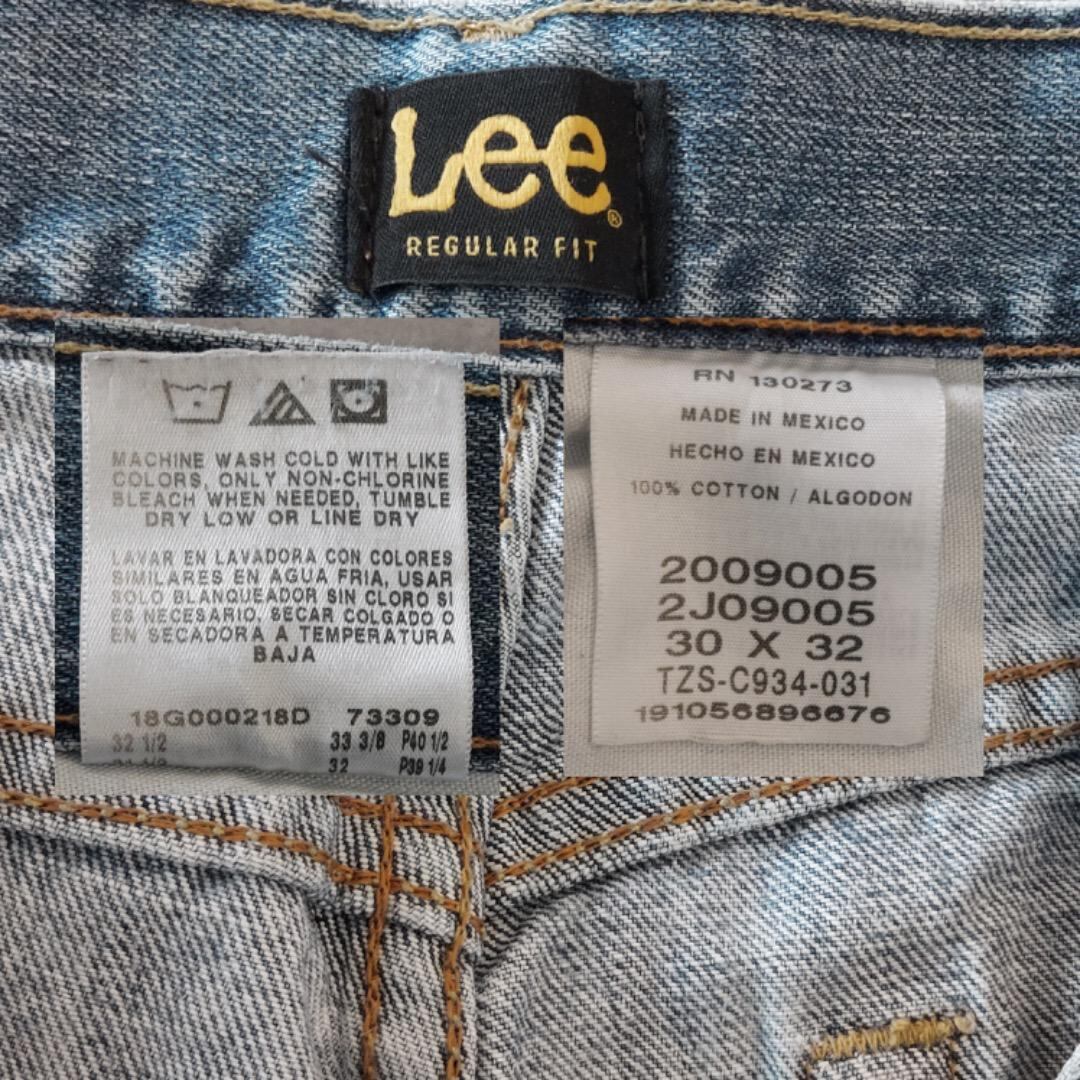 Lee®
REGULAR FIT
MACHINE WASH COLD WITH LIKE
COLORS, ONLY NON-CHLORINE
BLEACH WHEN NEEDED, TUMBLE
DRY LOW OR LINE DRY
LAVAR EN LAVADORA CON COLORES
SIMILARES EN AGUA FRIA, USAR
SOLO BLANQUEADOR SIN CLORO SI
ES NECESARIO, SECAR COLGADO O
EN SECADORA A TEMPERATURA
BAJA
18G000218D 73309
32 1/2 33 3/8 P40 1/2
32 P39 1/4
RN 130273
MADE IN MEXICO
HECHO EN MEXICO
100% COTTON / ALGODON
2009005
2J09005
30 X 32
TZS-C934-031
191056896676